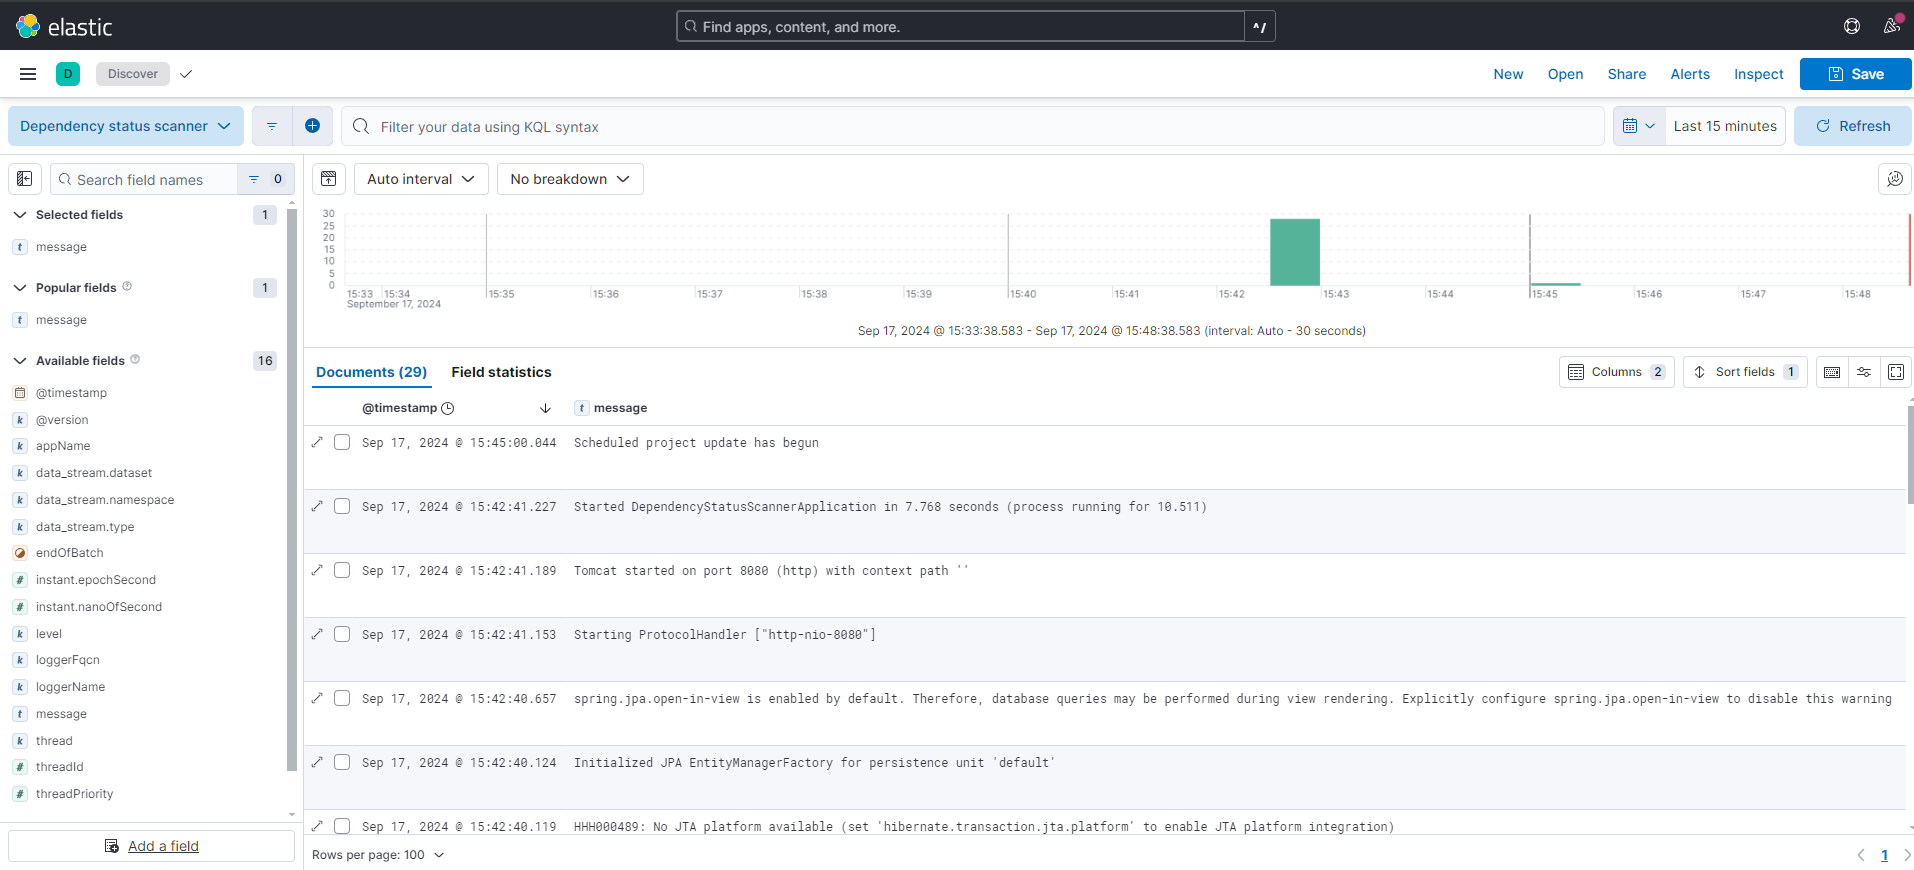 elastic
Find apps, content, and more.
^/
D
Discover
New
Open
Share
Alerts
Inspect
Save
Dependency status scanner
Filter your data using KQL syntax
Last 15 minutes
Refresh
Search field names
0
Selected fields
1
t message
Popular fields
1
t message
Available fields
16
@timestamp
k @version
k appName
k data_stream.dataset
k data_stream.namespace
k data_stream.type
endOfBatch
# instant.epochSecond
# instant.nanoOfSecond
k level
k loggerFqcn
k loggerName
t message
k thread
# threadId
# threadPriority
Add a field
Auto interval
No breakdown
30
25
20
15
10
5
0
15:33 15:34 15:35 15:36 15:37 15:38 15:39 15:40 15:41 15:42 15:43 15:44 15:45 15:46 15:47 15:48
September 17, 2024
Sep 17, 2024 @ 15:33:38.583 - Sep 17, 2024 @ 15:48:38.583 (interval: Auto - 30 seconds)
Documents (29)
Field statistics
Columns 2
Sort fields 1
@timestamp
t message
Sep 17, 2024 @ 15:45:00.044 Scheduled project update has begun
Sep 17, 2024 @ 15:42:41.227 Started DependencyStatusScannerApplication in 7.768 seconds (process running for 10.511)
Sep 17, 2024 @ 15:42:41.189 Tomcat started on port 8080 (http) with context path ''
Sep 17, 2024 @ 15:42:41.153 Starting ProtocolHandler ["http-nio-8080"]
Sep 17, 2024 @ 15:42:40.657 spring.jpa.open-in-view is enabled by default. Therefore, database queries may be performed during view rendering. Explicitly configure spring.jpa.open-in-view to disable this warning
Sep 17, 2024 @ 15:42:40.124 Initialized JPA EntityManagerFactory for persistence unit 'default'
Sep 17, 2024 @ 15:42:40.119 HHH000489: No JTA platform available (set 'hibernate.transaction.jta.platform' to enable JTA platform integration)
Rows per page: 100
1